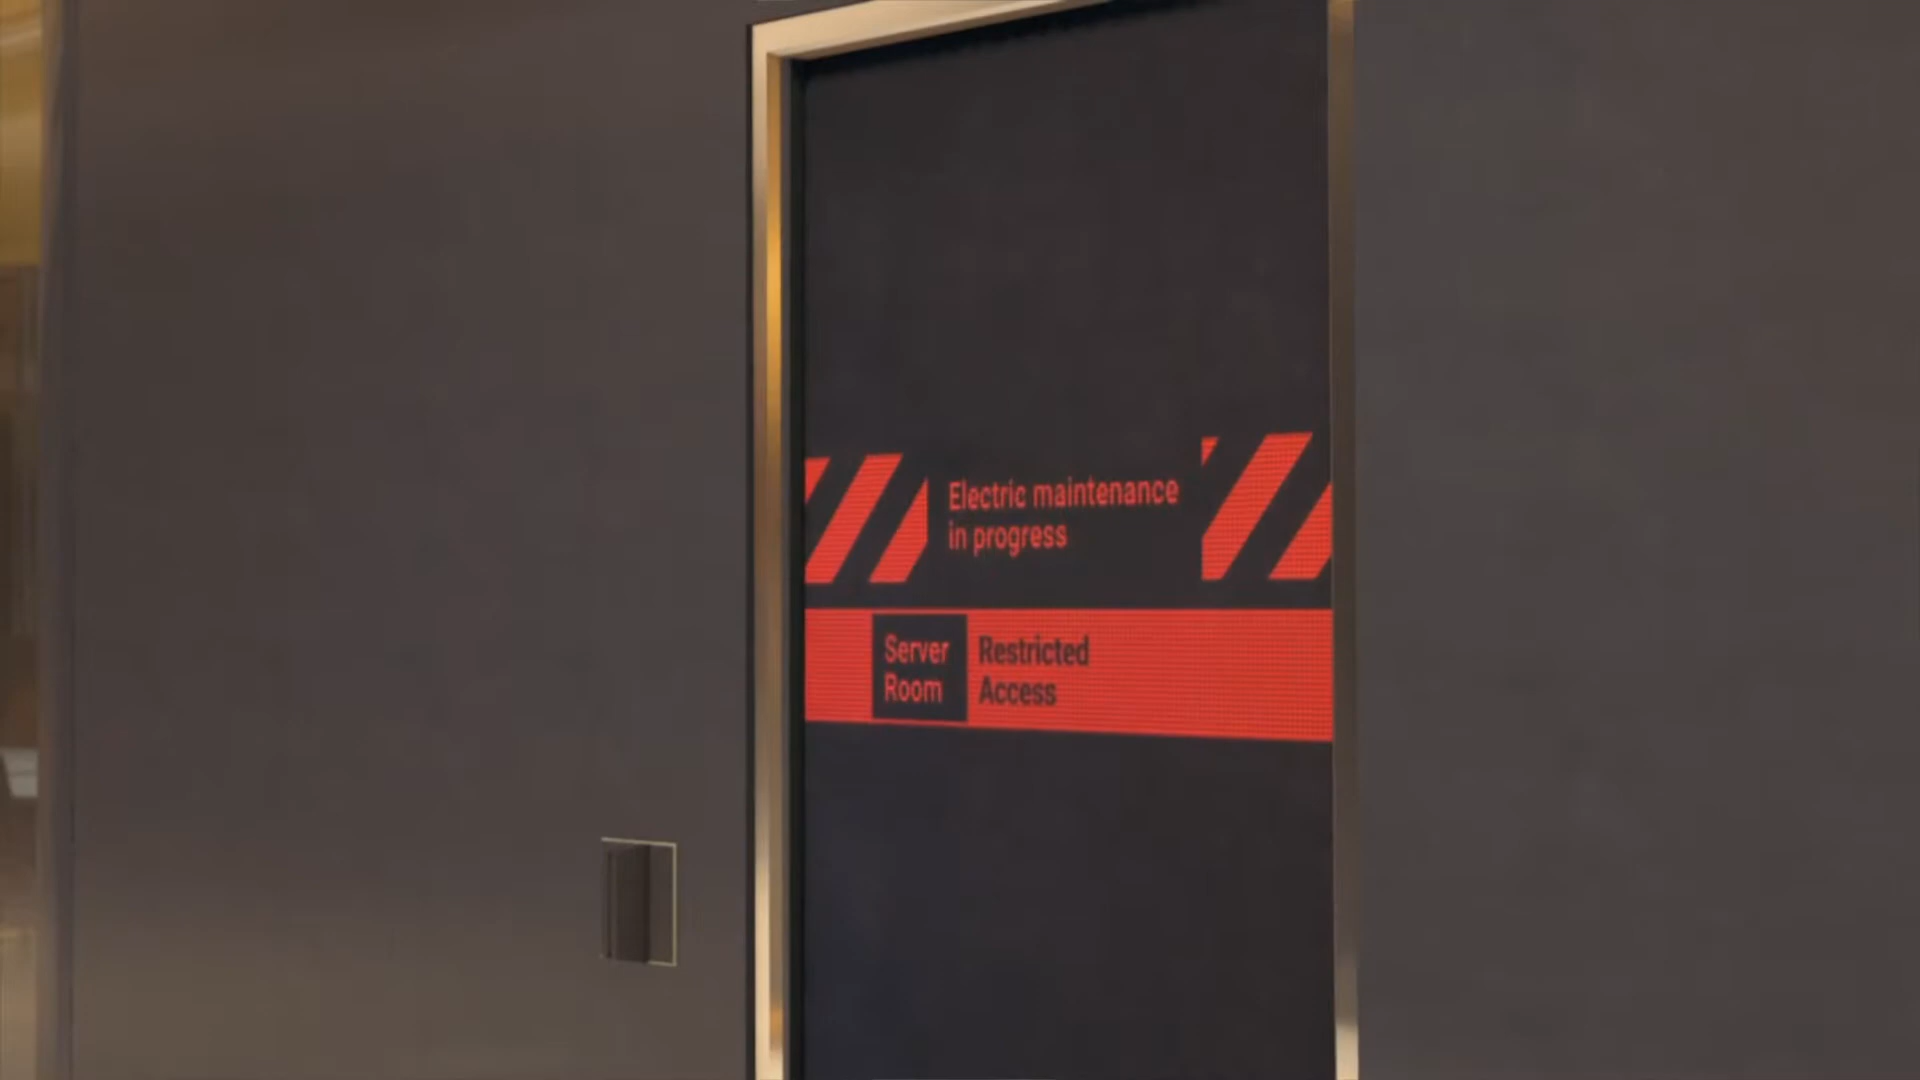 Electric maintenance
in progress
Server
Room
Restricted
Access